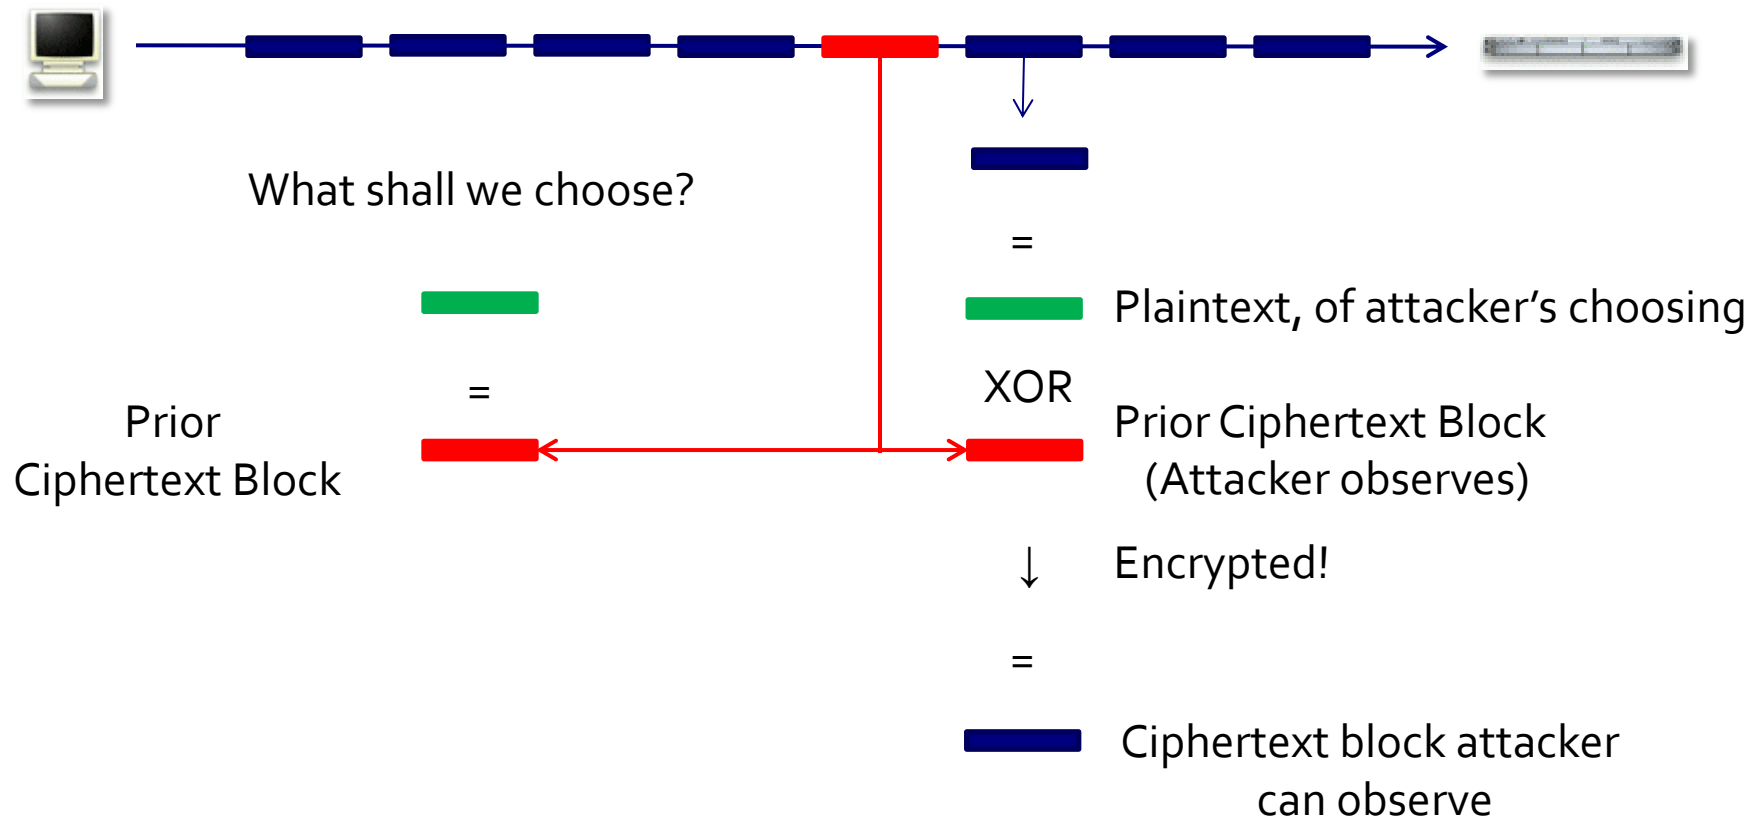 What shall we choose?
=
Plaintext, of attacker’s choosing
=
XOR
Prior
Ciphertext Block
Prior Ciphertext Block
(Attacker observes)
↓ Encrypted!
=
Ciphertext block attacker
can observe